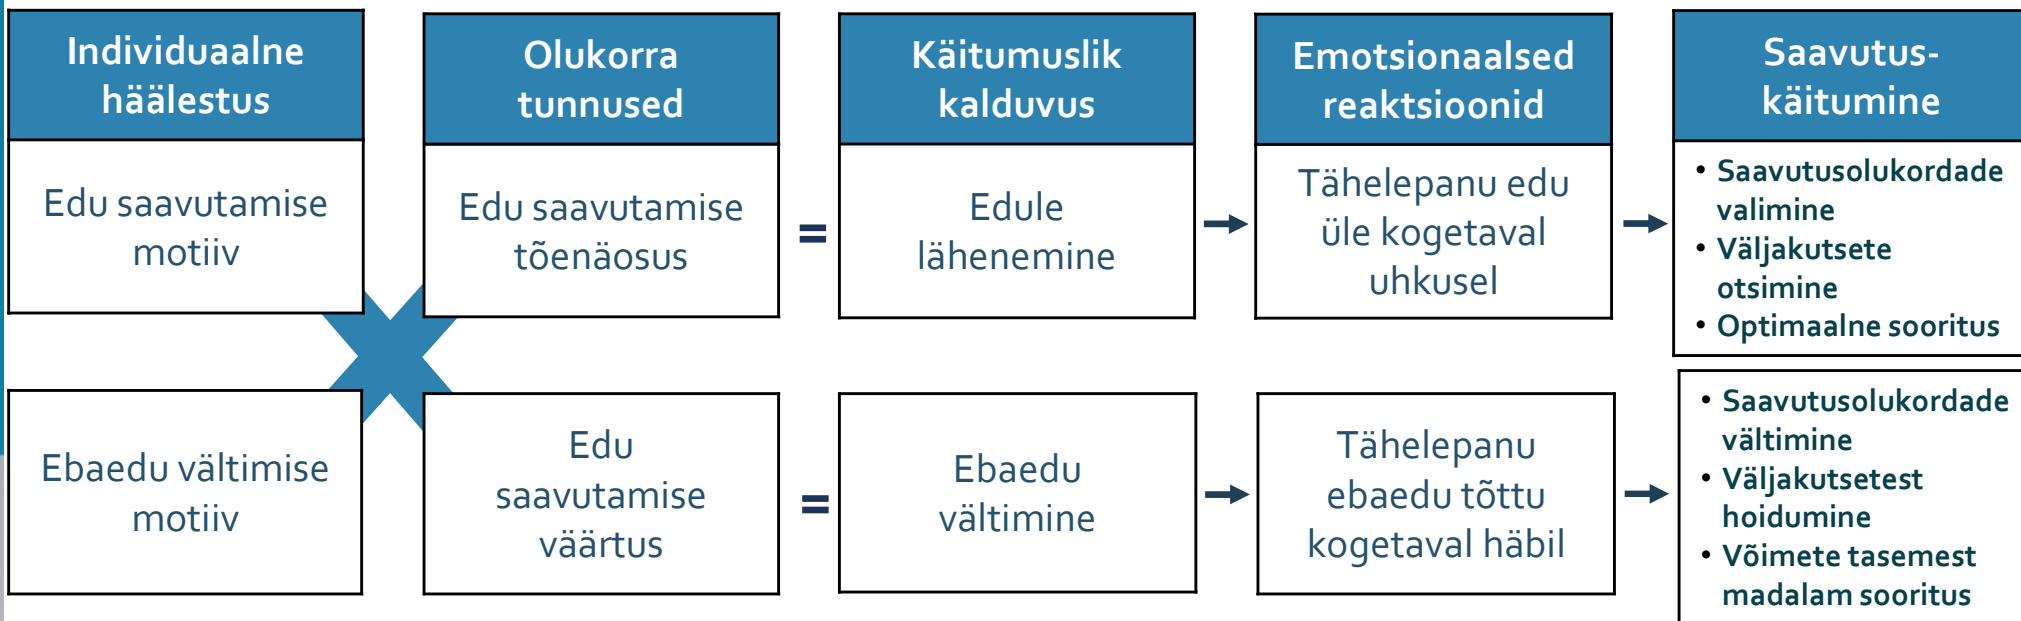 Individuaalne
häälestus
Olukorra
tunnused
Käitumuslik
kalduvus
Emotsionaalsed
reaktsioonid
Saavutus-
käitumine
Edu saavutamise
motiiv
Edu saavutamise
tõenäosus
=
Edule
lähenemine
Tähelepanu edu
üle kogetaval
uhkusel
• Saavutusolukordade
valimine
• Väljakutsete
otsimine
• Optimaalne sooritus
Ebaedu vältimise
motiiv
Edu
saavutamise
väärtus
=
Ebaedu
vältimine
Tähelepanu
ebaedu tõttu
kogetaval häbil
• Saavutusolukordade
vältimine
• Väljakutsetest
hoidumine
• Võimete tasemest
madalam sooritus